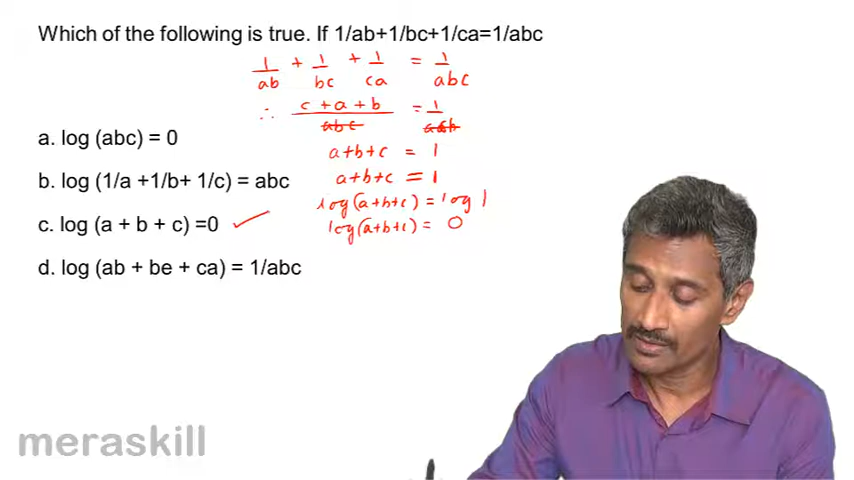 Which of the following is true. If 1/ab+1/bc+1/ca=1/abc
1/ab + 1/bc + 1/ca = 1/abc
∴ c + a + b / abc = 1 /
a. log (abc) = 0
a+b+c = 1
b. log (1/a +1/b+ 1/c) = abc
a+b+c = 1
log(a+b+c) = log 1
c. log (a + b + c) =0 ✓
log(a+b+c) = 0
d. log (ab + be + ca) = 1/abc
meraskill